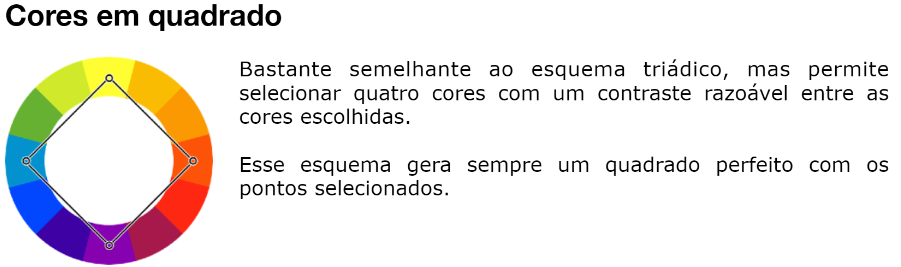 Cores em quadrado
Bastante semelhante ao esquema triádico, mas permite
selecionar quatro cores com um contraste razoável entre as
cores escolhidas.
Esse esquema gera sempre um quadrado perfeito com os
pontos selecionados.